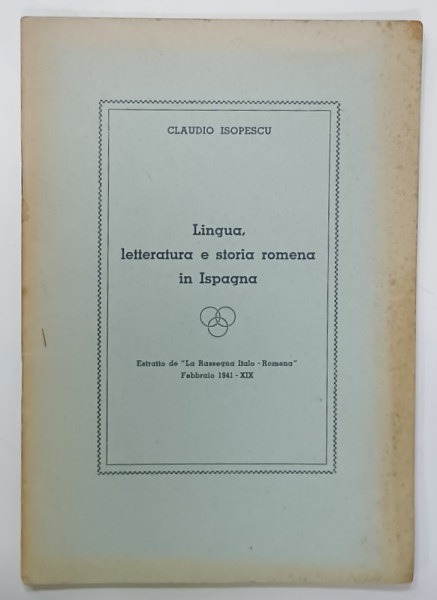 CLAUDIO ISOPESCU
Lingua,
letteratura e storia romena
in Ispagna
Estratto de "La Rassegna Italo - Romena"
Febbraio 1941 - XIX